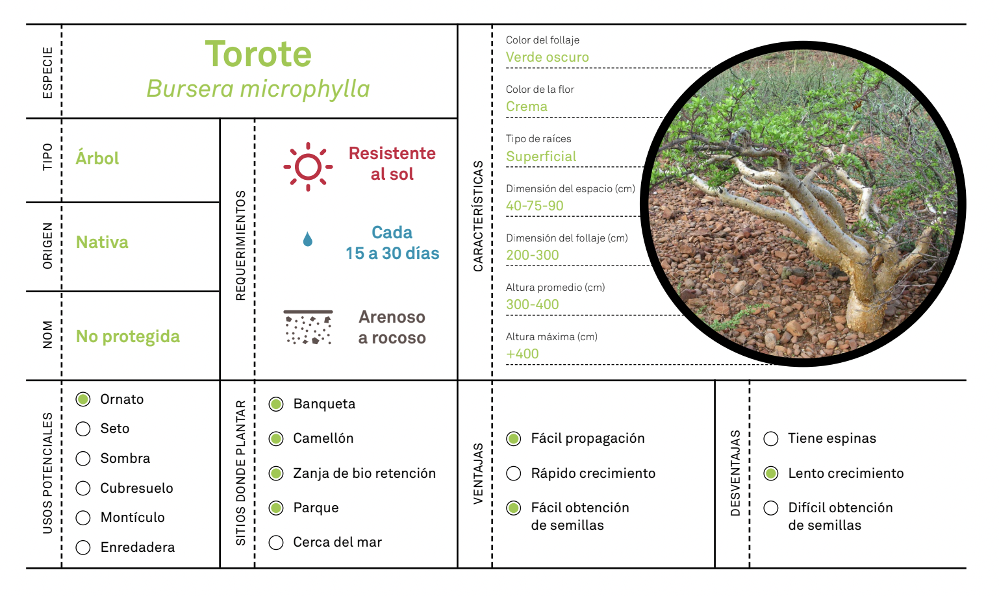 ESPECIE
Torote
Bursera microphylla
TIPO
Árbol
ORIGEN
Nativa
NOM
No protegida
REQUERIMIENTOS
Resistente
al sol
Cada
15 a 30 días
Arenoso
a rocoso
CARACTERÍSTICAS
Color del follaje
Verde oscuro
Color de la flor
Crema
Tipo de raíces
Superficial
Dimensión del espacio (cm)
40-75-90
Dimensión del follaje (cm)
200-300
Altura promedio (cm)
300-400
Altura máxima (cm)
+400
USOS POTENCIALES
Ornato
Seto
Sombra
Cubresuelo
Montículo
Enredadera
SITIOS DONDE PLANTAR
Banqueta
Camellón
Zanja de bio retención
Parque
Cerca del mar
VENTAJAS
Fácil propagación
Rápido crecimiento
Fácil obtención
de semillas
DESVENTAJAS
Tiene espinas
Lento crecimiento
Difícil obtención
de semillas